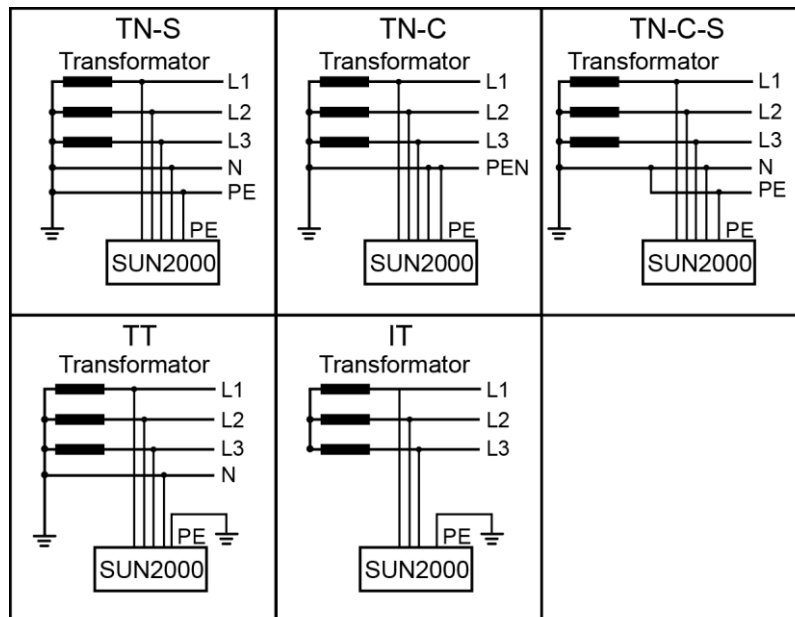 TN-S
Transformator
L1
L2
L3
N
PE
PE
SUN2000
TN-C
Transformator
L1
L2
L3
PEN
PE
SUN2000
TN-C-S
Transformator
L1
L2
L3
N
PE
PE
SUN2000
TT
Transformator
L1
L2
L3
N
PE
SUN2000
IT
Transformator
L1
L2
L3
PE
SUN2000